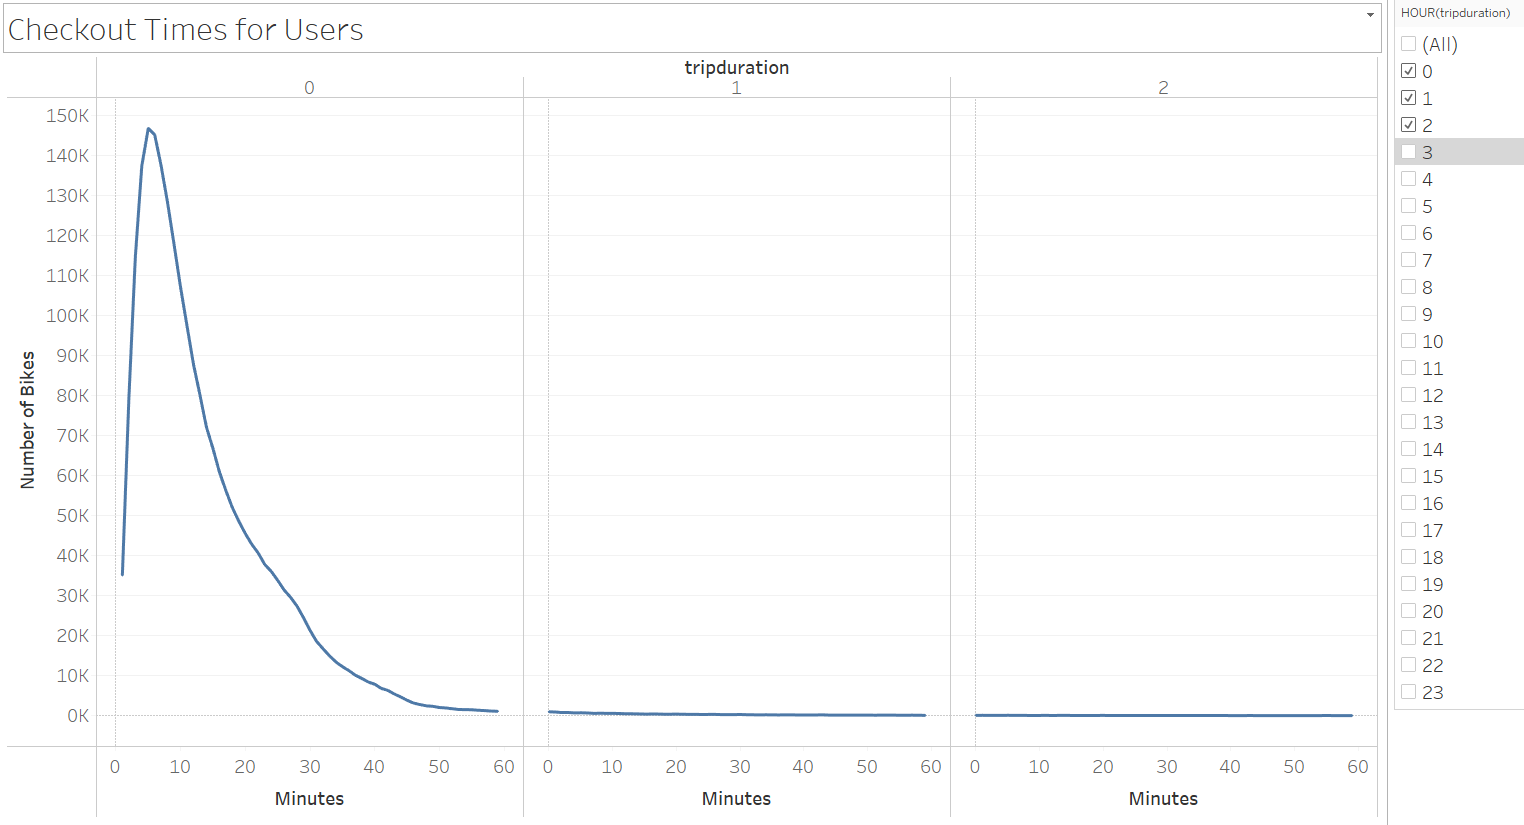 Checkout Times for Users
tripduration
0 1 2
150K
140K
130K
120K
110K
100K
90K
80K
70K
60K
50K
40K
30K
20K
10K
0K
Number of Bikes
0 10 20 30 40 50 60 0 10 20 30 40 50 60 0 10 20 30 40 50 60
Minutes Minutes Minutes
HOUR(tripduration)
(All)
0
1
2
3
4
5
6
7
8
9
10
11
12
13
14
15
16
17
18
19
20
21
22
23